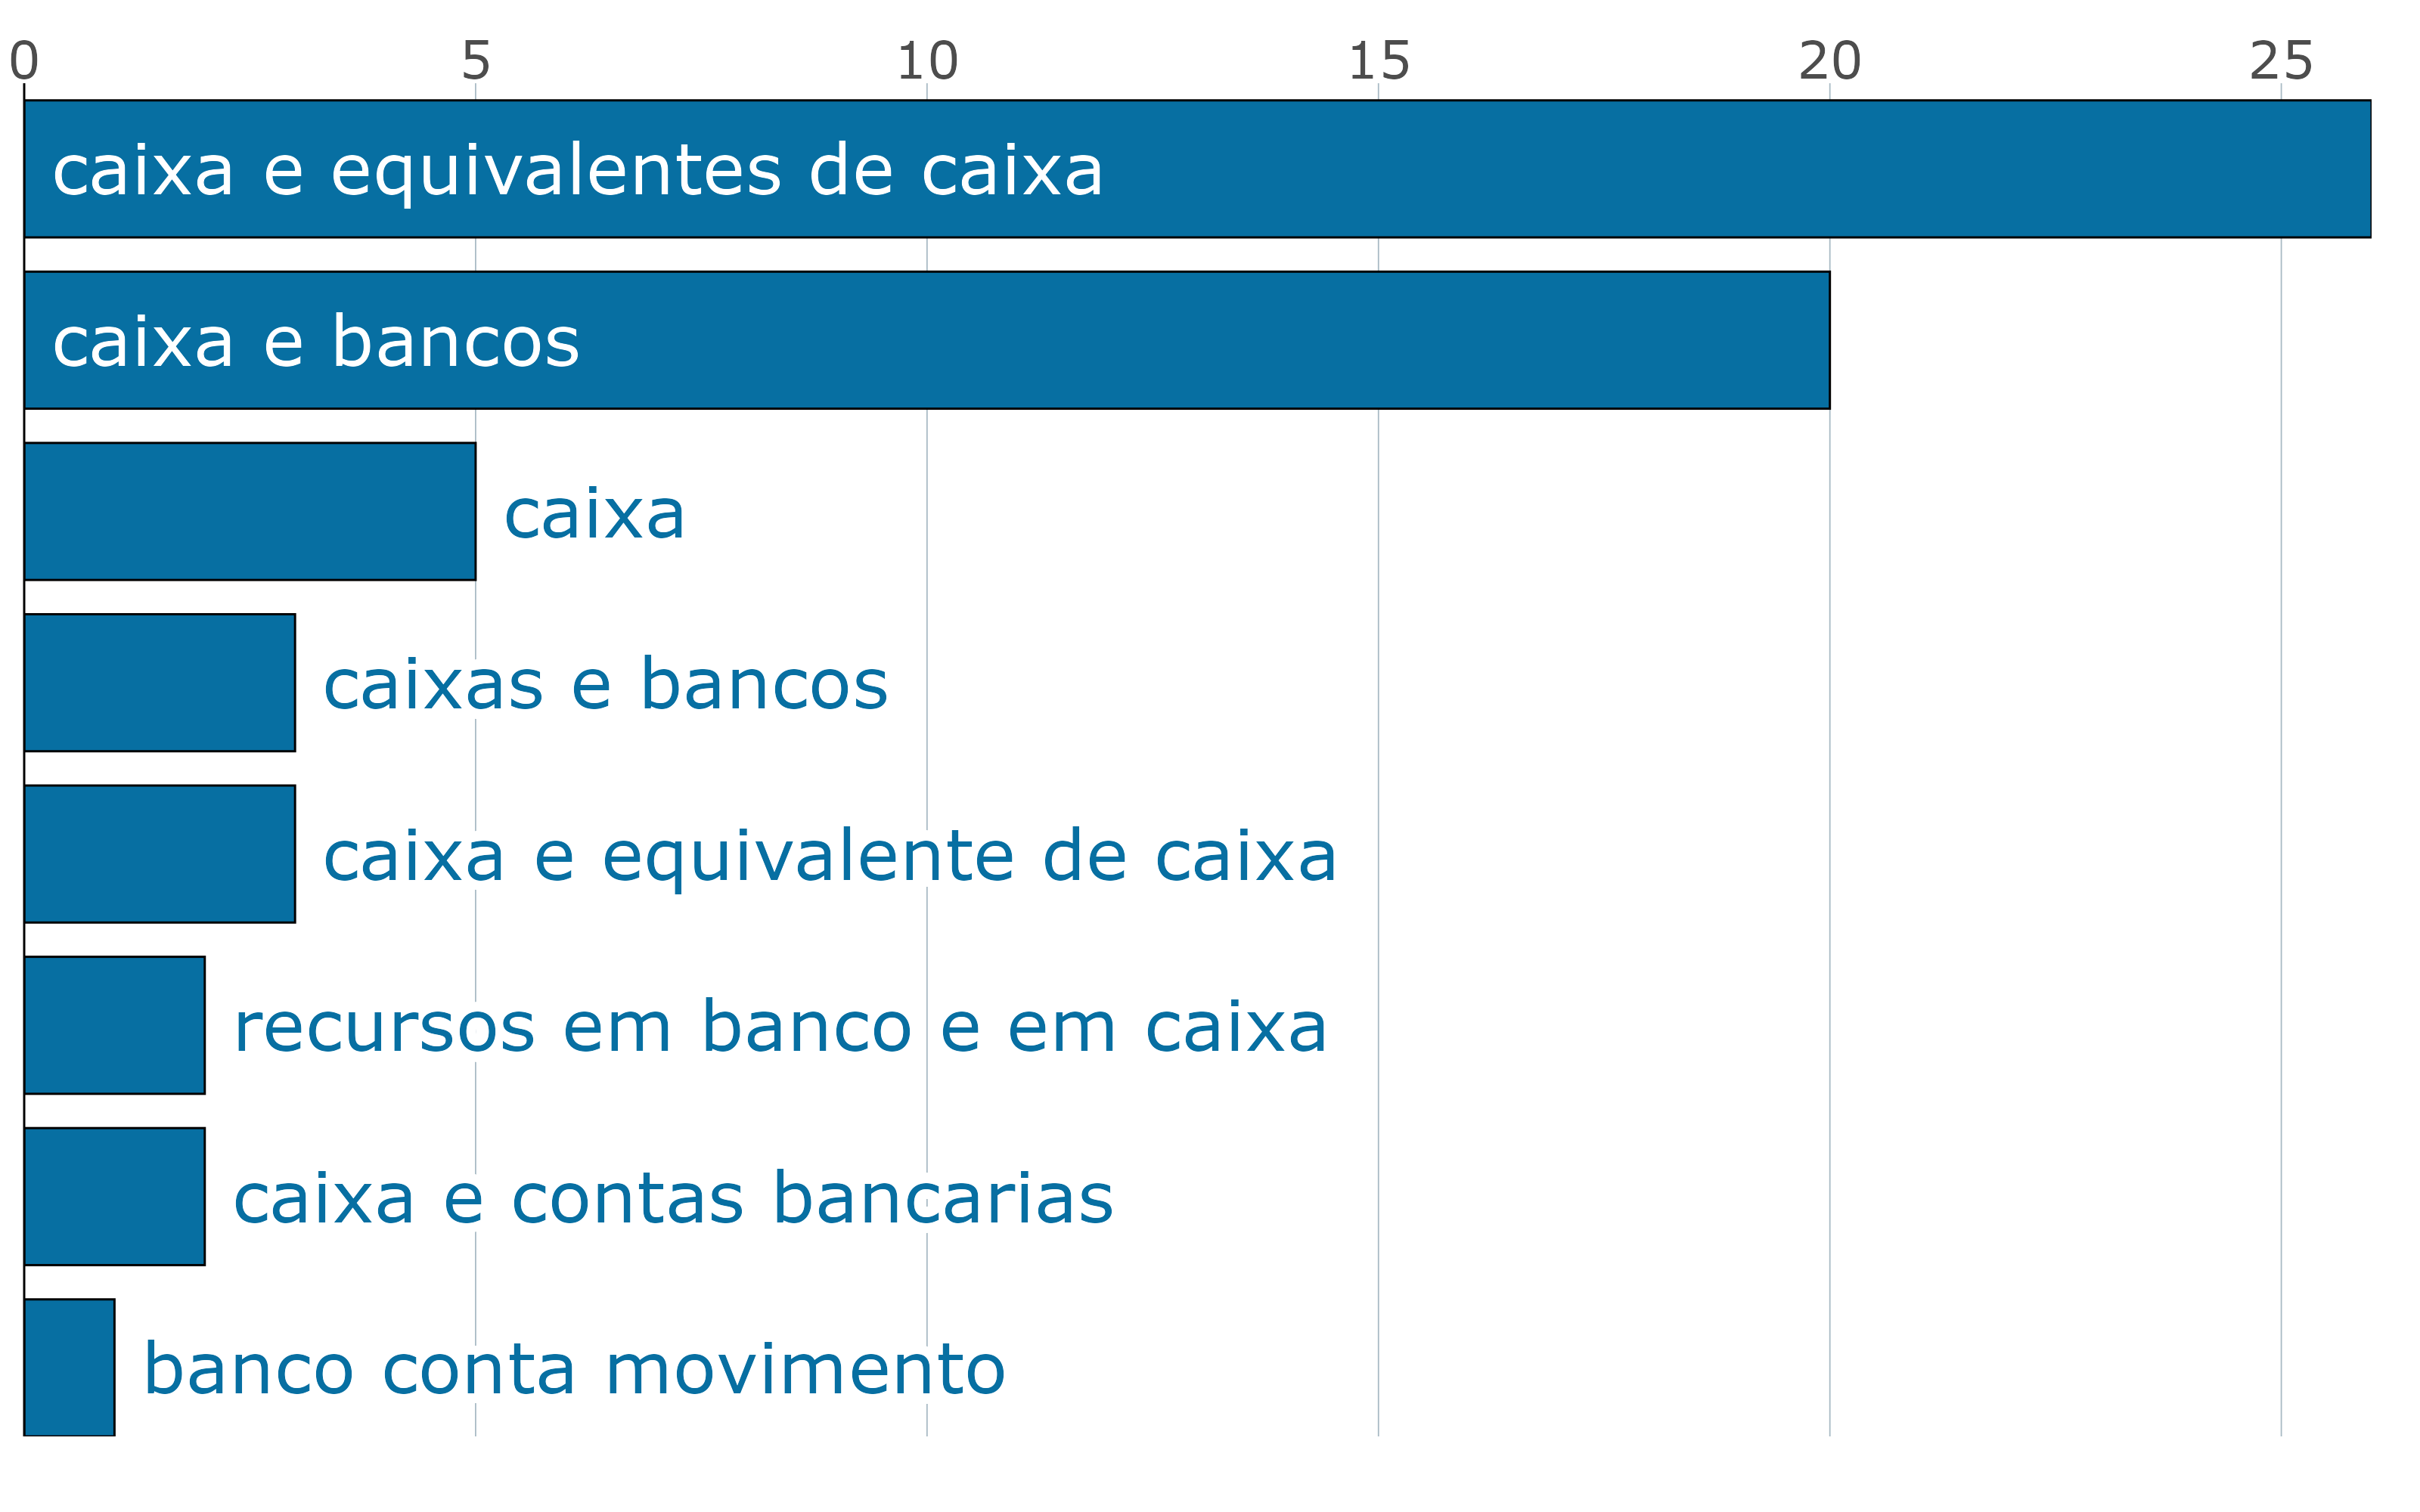 0 5 10 15 20 25
caixa e equivalentes de caixa
caixa e bancos
caixa
caixas e bancos
caixa e equivalente de caixa
recursos em banco e em caixa
caixa e contas bancarias
banco conta movimento